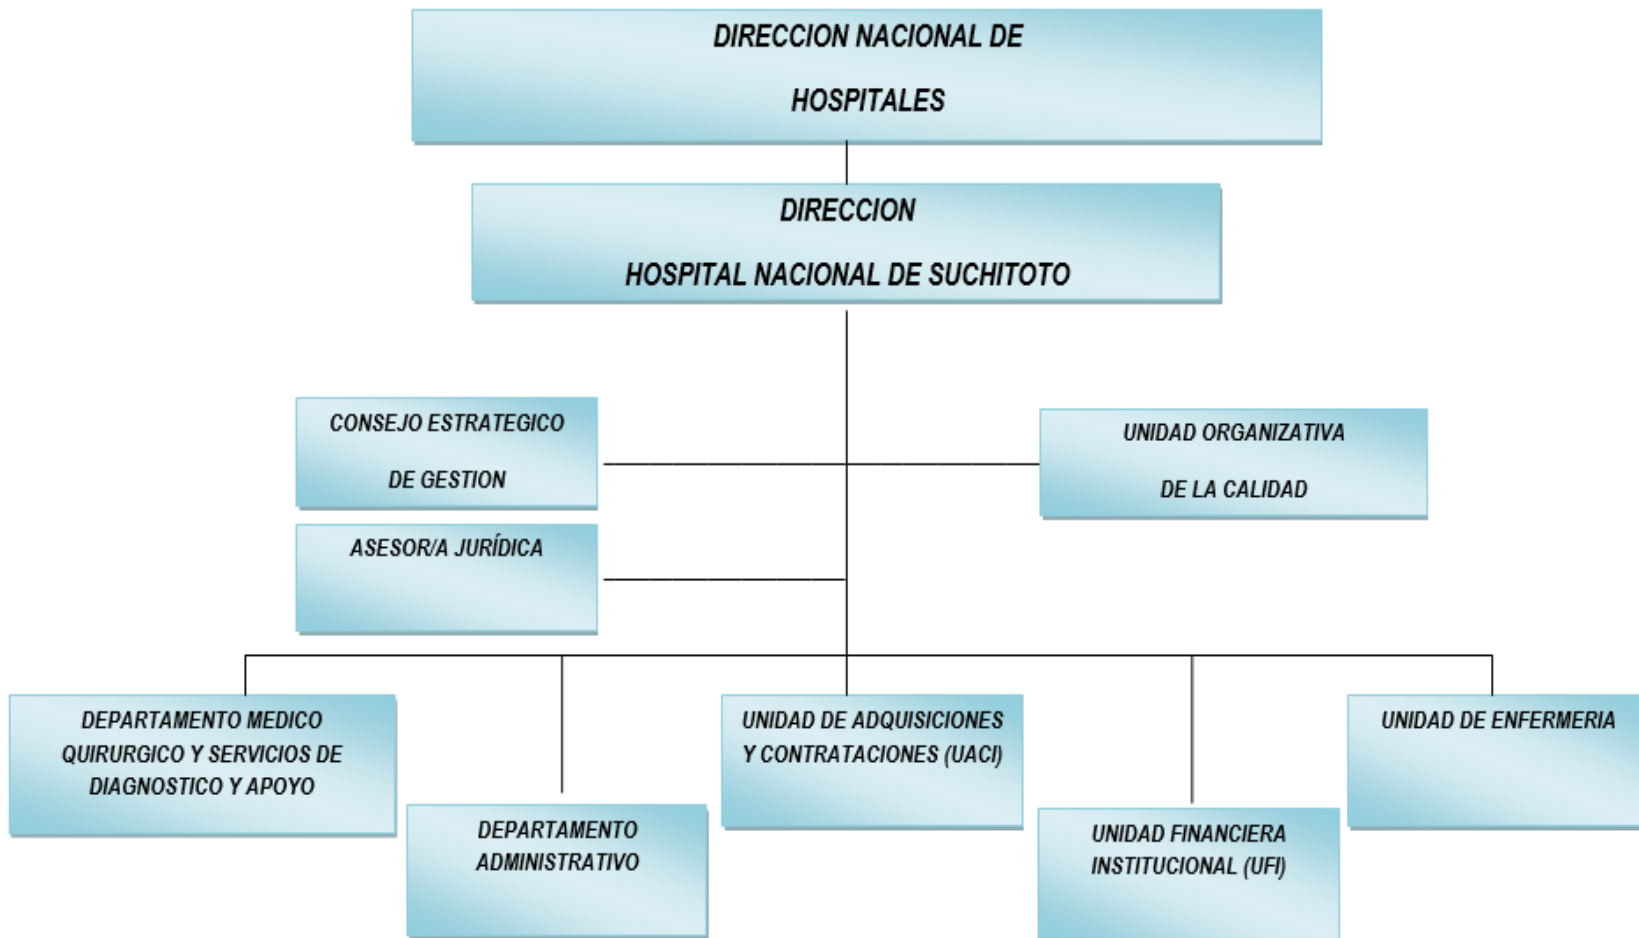 DIRECCION NACIONAL DE
HOSPITALES
DIRECCION
HOSPITAL NACIONAL DE SUCHITOTO
CONSEJO ESTRATEGICO
DE GESTION
UNIDAD ORGANIZATIVA
DE LA CALIDAD
ASESOR/A JURÍDICA
DEPARTAMENTO MEDICO
QUIRURGICO Y SERVICIOS DE
DIAGNOSTICO Y APOYO
DEPARTAMENTO
ADMINISTRATIVO
UNIDAD DE ADQUISICIONES
Y CONTRATACIONES (UACI)
UNIDAD FINANCIERA
INSTITUCIONAL (UFI)
UNIDAD DE ENFERMERIA